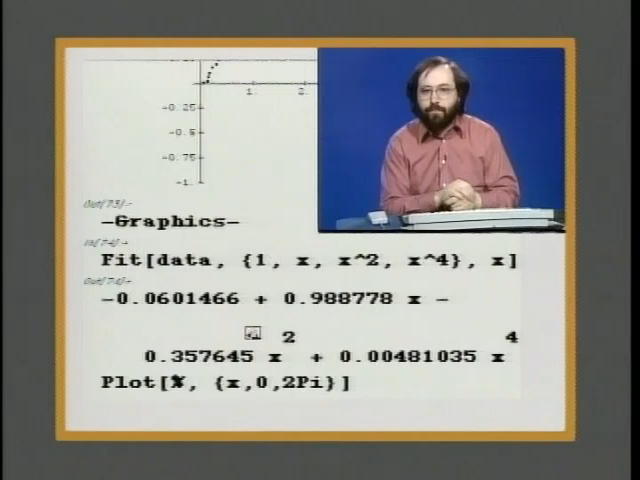 1.
2.
-0.25
-0.5
-0.75
-1.
Out[73]=
-Graphics-
In[74]:=
Fit[data, {1, x, x^2, x^4}, x]
Out[74]=
-0.0601466 + 0.988778 x -
2 4
0.357645 x + 0.00481035 x
Plot[%, {x,0,2Pi}]